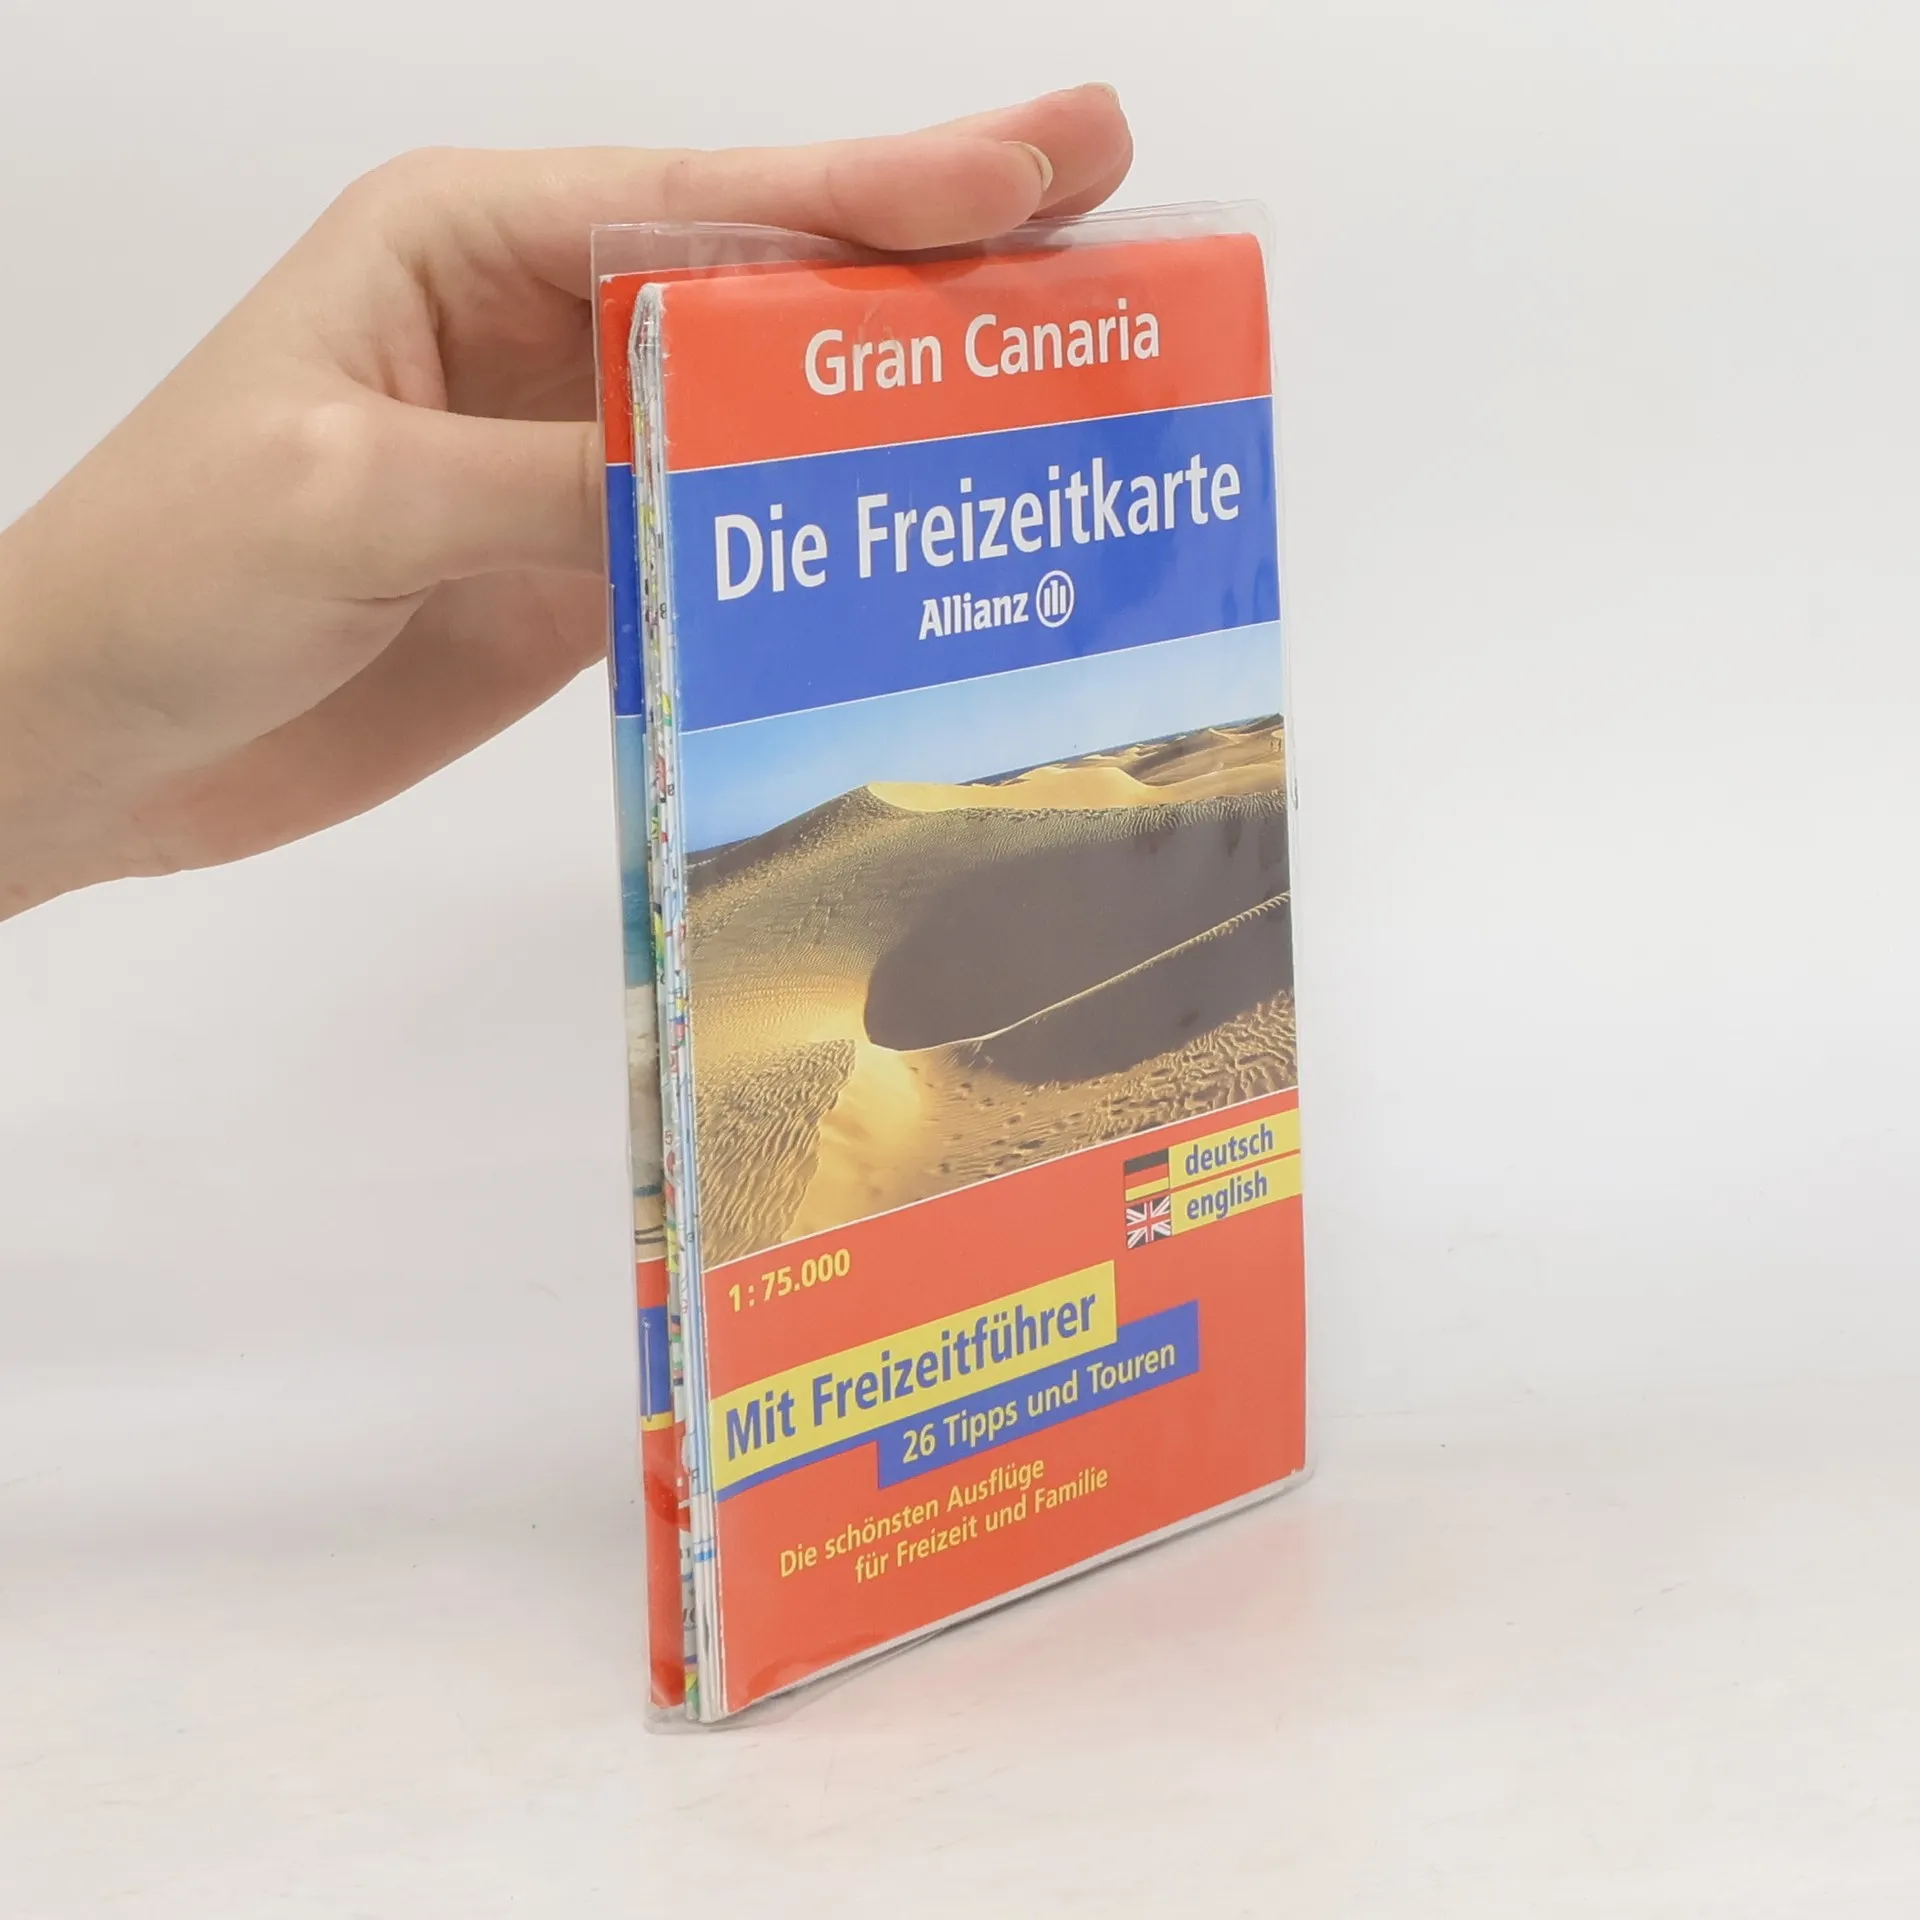 Gran Canaria
Die Freizeitkarte
Allianz
deutsch
english
1:75.000
Mit Freizeitführer
26 Tipps und Touren
Die schönsten Ausflüge
für Freizeit und Familie